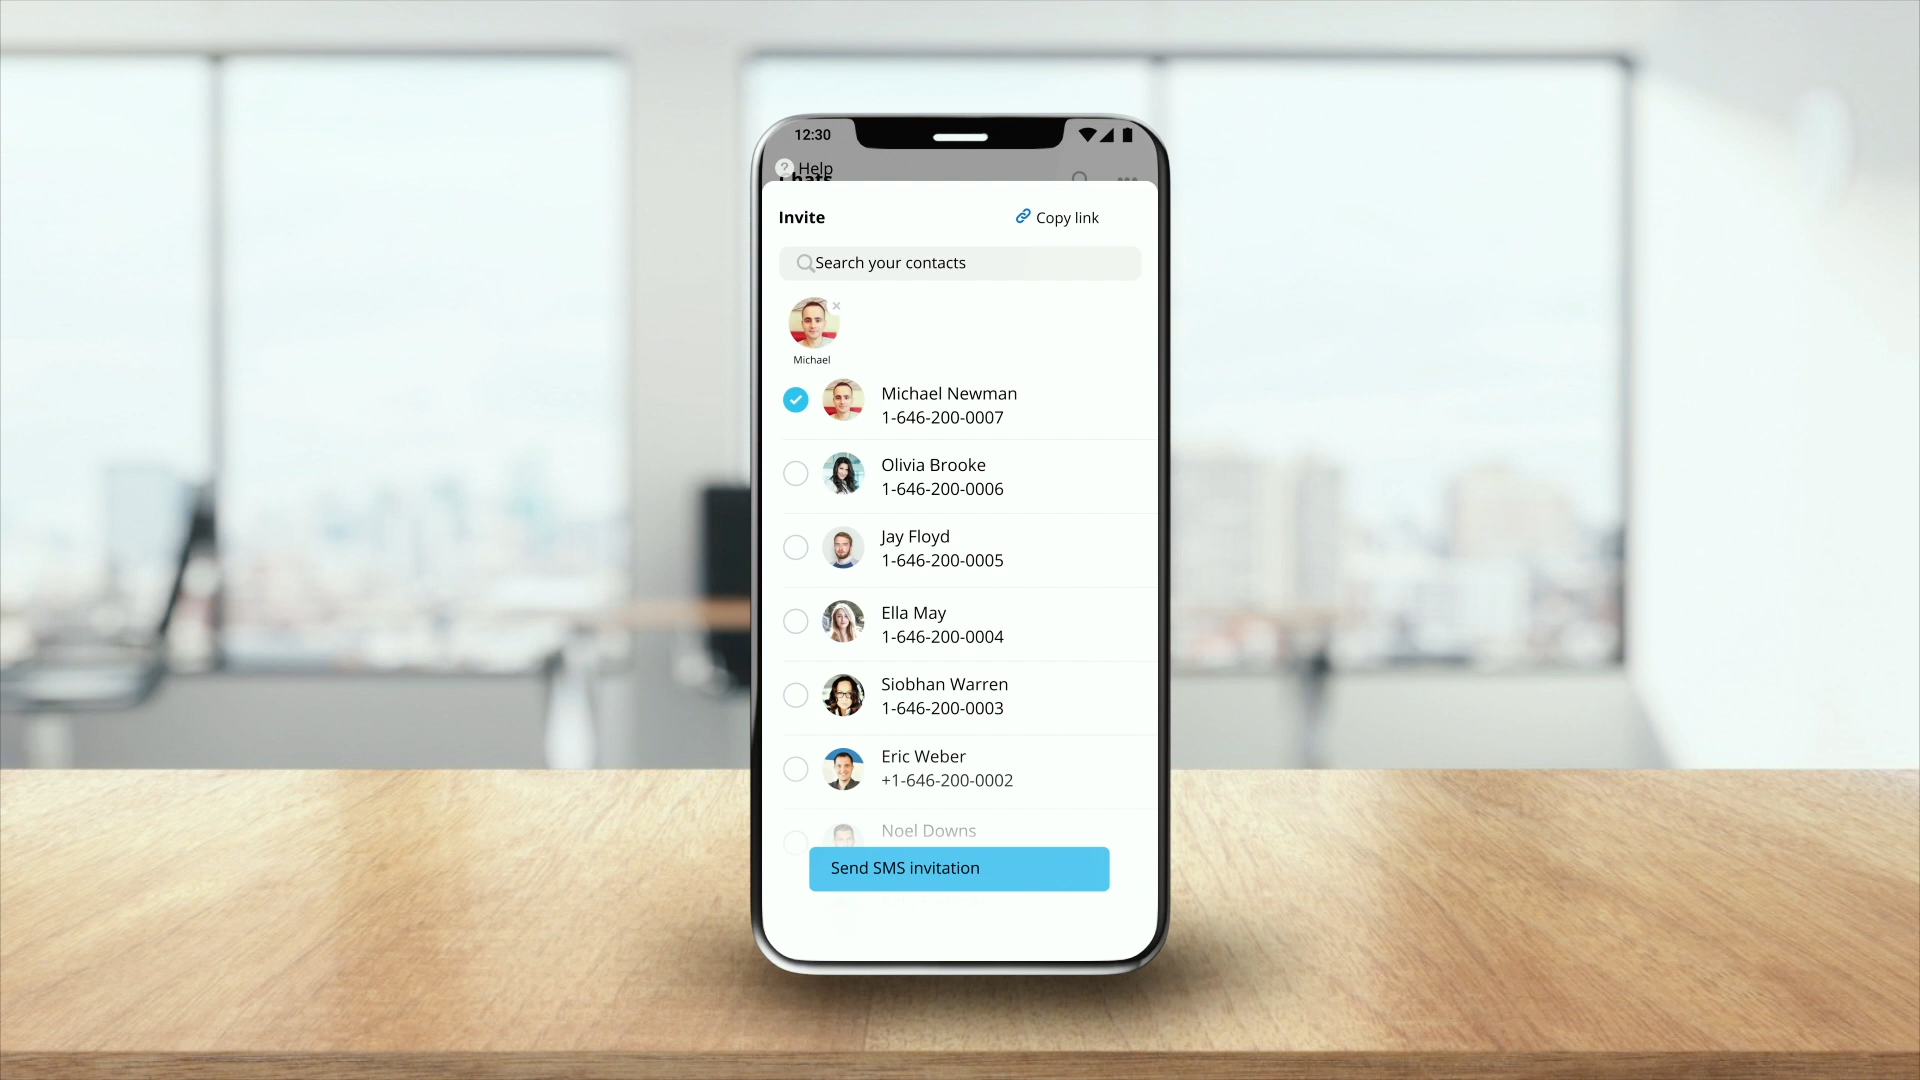 12:30
Help
Chats
Invite
Copy link
Search your contacts
Michael
Michael Newman
1-646-200-0007
Olivia Brooke
1-646-200-0006
Jay Floyd
1-646-200-0005
Ella May
1-646-200-0004
Siobhan Warren
1-646-200-0003
Eric Weber
+1-646-200-0002
Noel Downs
Send SMS invitation